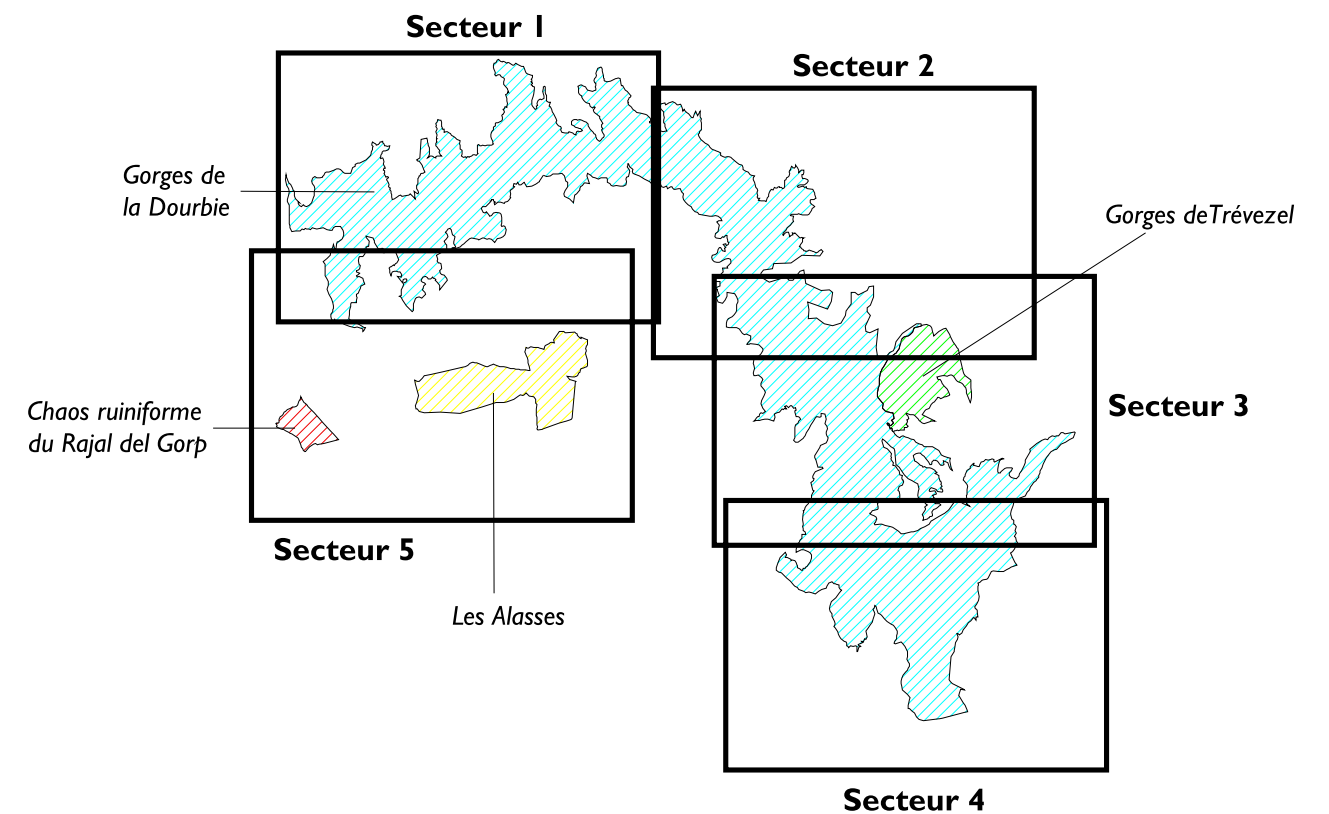 Secteur 1
Secteur 2
Gorges de
la Dourbie
Gorges deTrévezel
Chaos ruiniforme
du Rajal del Gorp
Secteur 3
Secteur 5
Les Alasses
Secteur 4